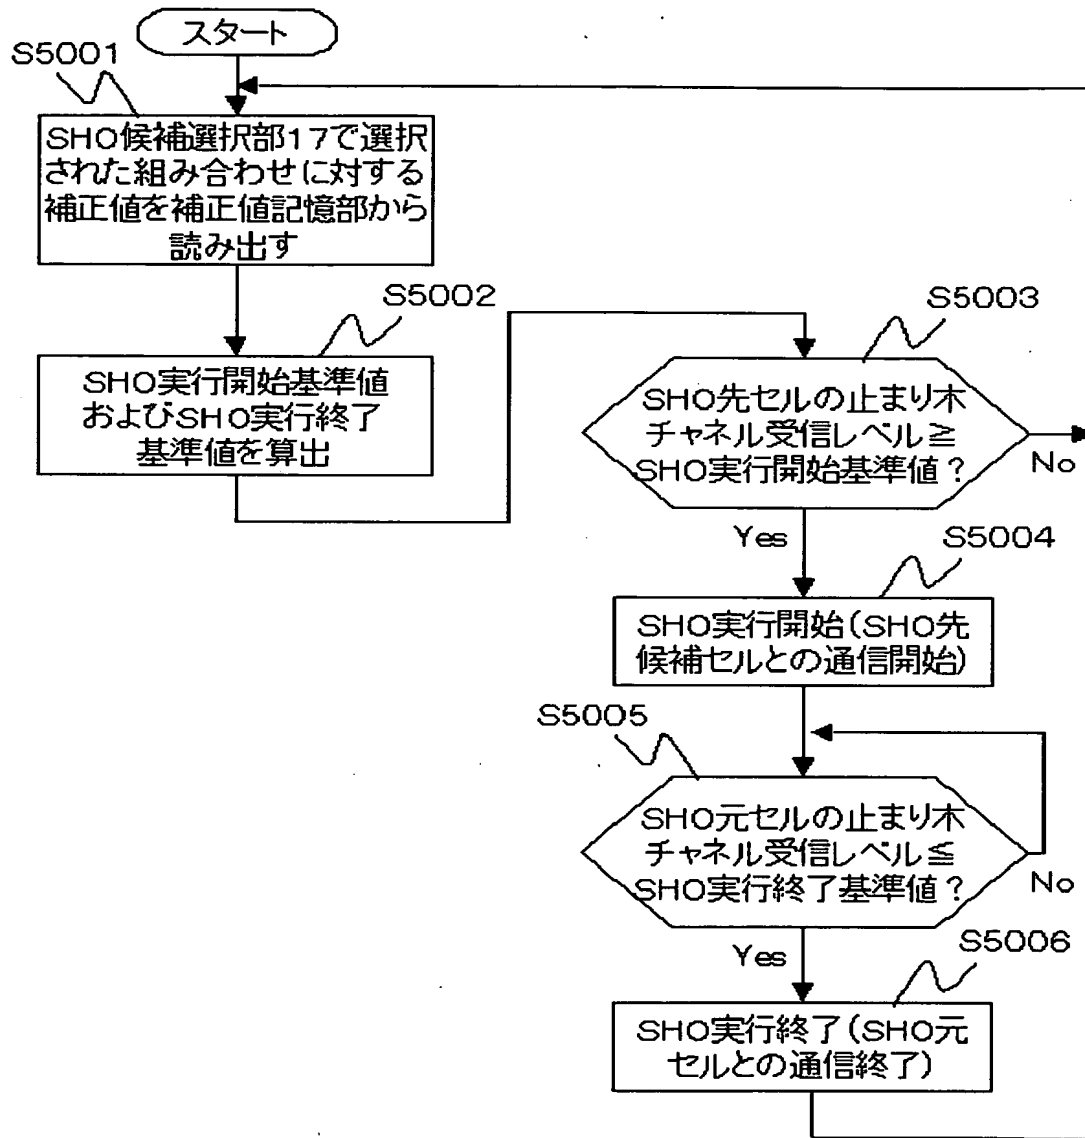 スタート
S5001
SHO候補選択部17で選択
された組み合わせに対する
補正値を補正値記憶部から
読み出す
S5002
SHO実行開始基準値
およびSHO実行終了
基準値を算出
S5003
SHO先セルの止まり木
チャネル受信レベル≧
SHO実行開始基準値?
No
Yes
S5004
SHO実行開始(SHO先
候補セルとの通信開始)
S5005
SHO元セルの止まり木
チャネル受信レベル≦
SHO実行終了基準値?
No
Yes
S5006
SHO実行終了(SHO元
セルとの通信終了)